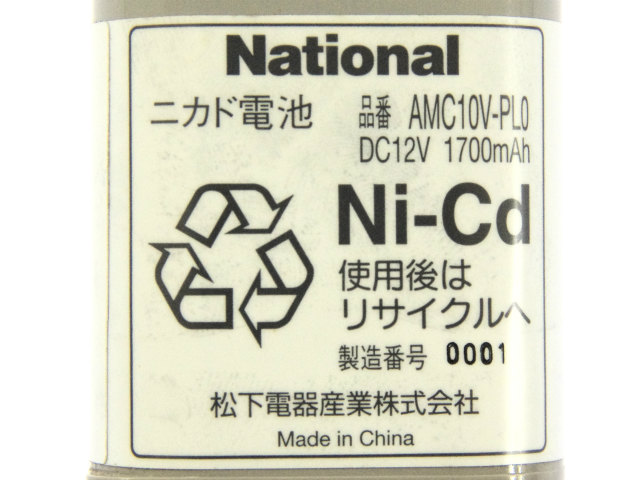 National
ニカド電池 品番 AMC10V-PL0
DC12V 1700mAh
Ni-Cd
使用後は
リサイクルへ
製造番号 0001
松下電器産業株式会社
Made in China